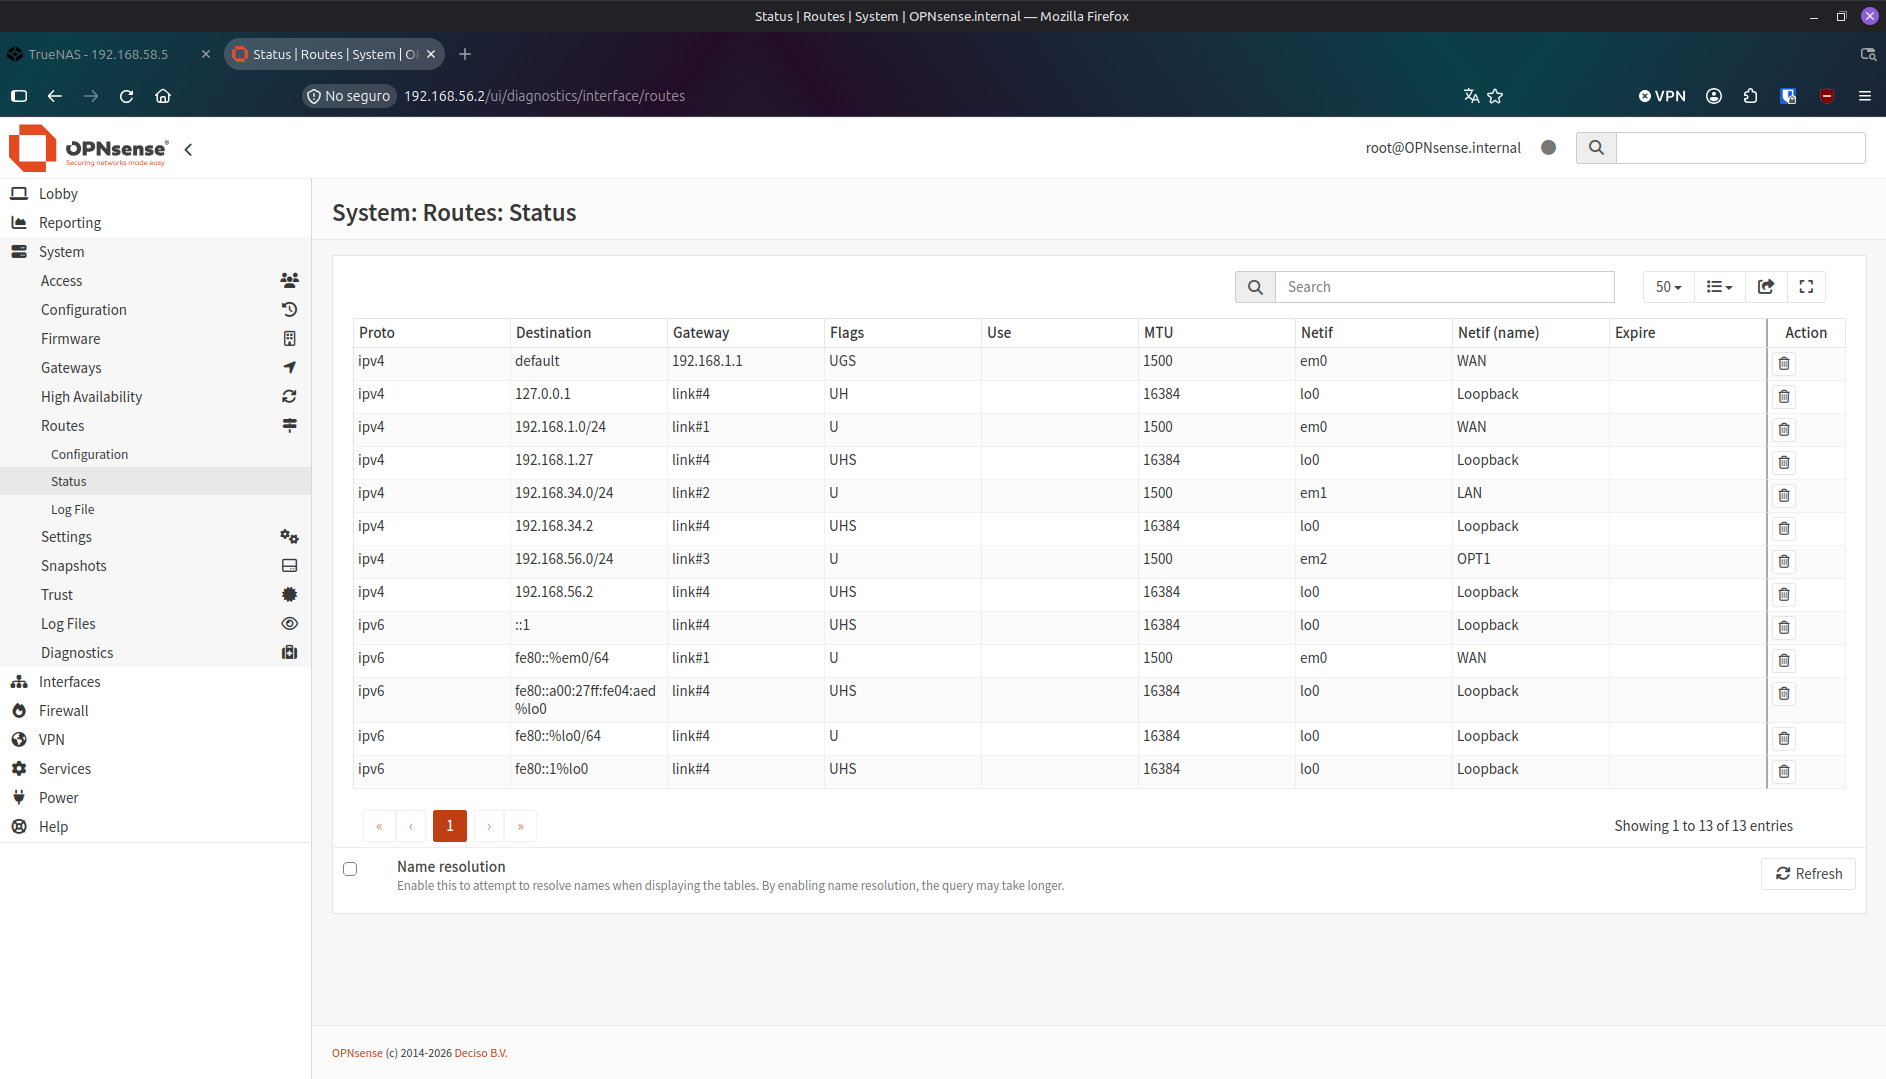 Status | Routes | System | OPNsense.internal — Mozilla Firefox
TrueNAS - 192.168.58.5
Status | Routes | System | O
No seguro
192.168.56.2/ui/diagnostics/interface/routes
VPN
OPNsense®
Securing networks made easy
root@OPNsense.internal
Lobby
Reporting
System
Access
Configuration
Firmware
Gateways
High Availability
Routes
Configuration
Status
Log File
Settings
Snapshots
Trust
Log Files
Diagnostics
Interfaces
Firewall
VPN
Services
Power
Help
System: Routes: Status
Search
50
Proto Destination Gateway Flags Use MTU Netif Netif (name) Expire Action
ipv4 default 192.168.1.1 UGS 1500 em0 WAN
ipv4 127.0.0.1 link#4 UH 16384 lo0 Loopback
ipv4 192.168.1.0/24 link#1 U 1500 em0 WAN
ipv4 192.168.1.27 link#4 UHS 16384 lo0 Loopback
ipv4 192.168.34.0/24 link#2 U 1500 em1 LAN
ipv4 192.168.34.2 link#4 UHS 16384 lo0 Loopback
ipv4 192.168.56.0/24 link#3 U 1500 em2 OPT1
ipv4 192.168.56.2 link#4 UHS 16384 lo0 Loopback
ipv6 ::1 link#4 UHS 16384 lo0 Loopback
ipv6 fe80::%em0/64 link#1 U 1500 em0 WAN
ipv6 fe80::a00:27ff:fe04:aed link#4 UHS 16384 lo0 Loopback
%lo0
ipv6 fe80::%lo0/64 link#4 U 16384 lo0 Loopback
ipv6 fe80::1%lo0 link#4 UHS 16384 lo0 Loopback
« ‹ 1 › »
Showing 1 to 13 of 13 entries
Name resolution
Enable this to attempt to resolve names when displaying the tables. By enabling name resolution, the query may take longer.
Refresh
OPNsense (c) 2014-2026 Deciso B.V.